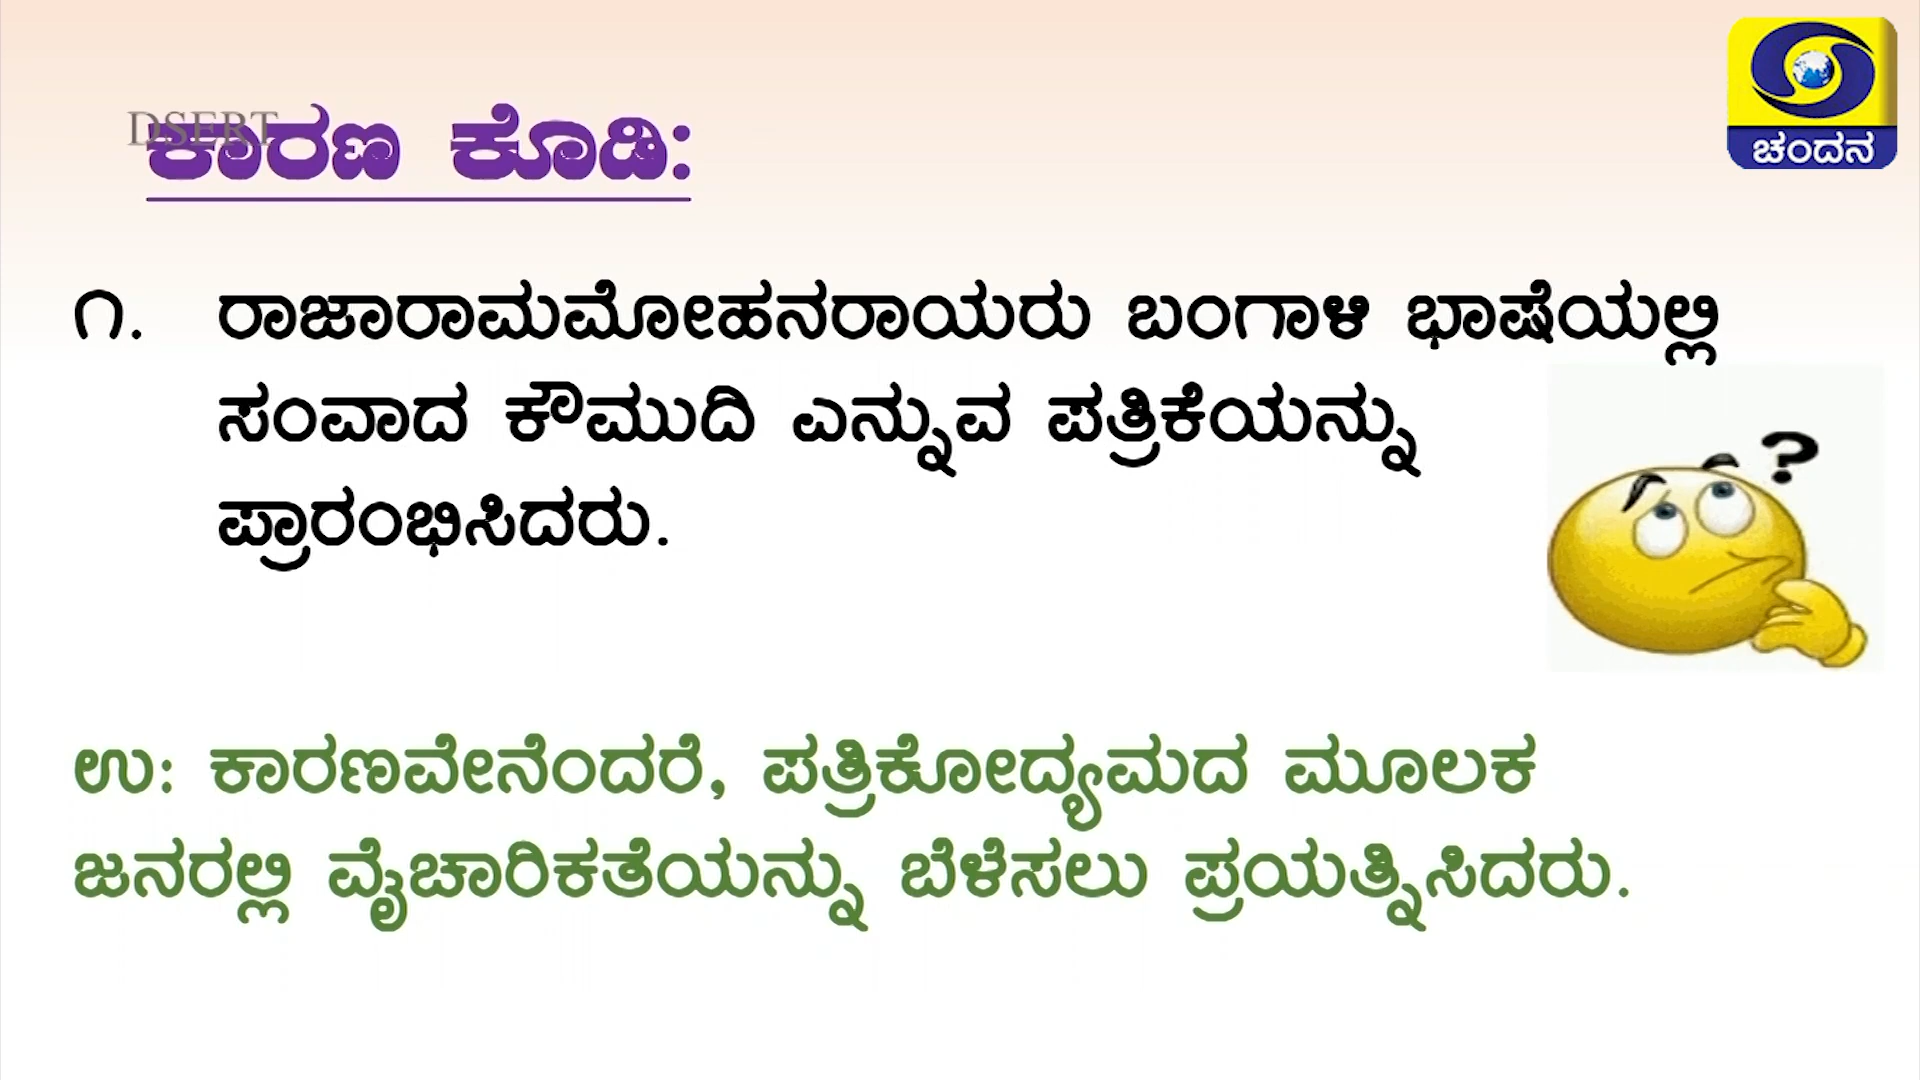 DSERT
ಕಾರಣ ಕೊಡಿ:
ಚಂದನ
೧. ರಾಜಾರಾಮಮೋಹನರಾಯರು ಬಂಗಾಳಿ ಭಾಷೆಯಲ್ಲಿ
ಸಂವಾದ ಕೌಮುದಿ ಎನ್ನುವ ಪತ್ರಿಕೆಯನ್ನು
ಪ್ರಾರಂಭಿಸಿದರು.
?
ಉ: ಕಾರಣವೇನೆಂದರೆ, ಪತ್ರಿಕೋದ್ಯಮದ ಮೂಲಕ
ಜನರಲ್ಲಿ ವೈಚಾರಿಕತೆಯನ್ನು ಬೆಳೆಸಲು ಪ್ರಯತ್ನಿಸಿದರು.